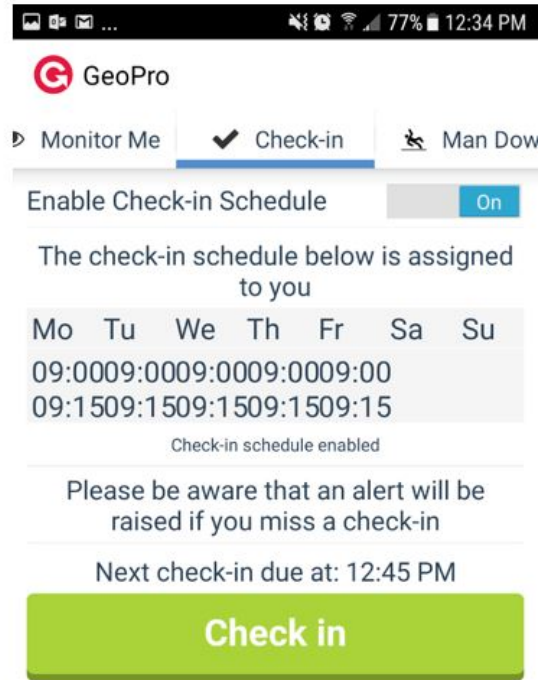 ... 77% 12:34 PM
GeoPro
Monitor Me Check-in Man Dow
Enable Check-in Schedule On
The check-in schedule below is assigned
to you
Mo Tu We Th Fr Sa Su
09:0009:0009:0009:0009:00
09:1509:1509:1509:1509:15
Check-in schedule enabled
Please be aware that an alert will be
raised if you miss a check-in
Next check-in due at: 12:45 PM
Check in